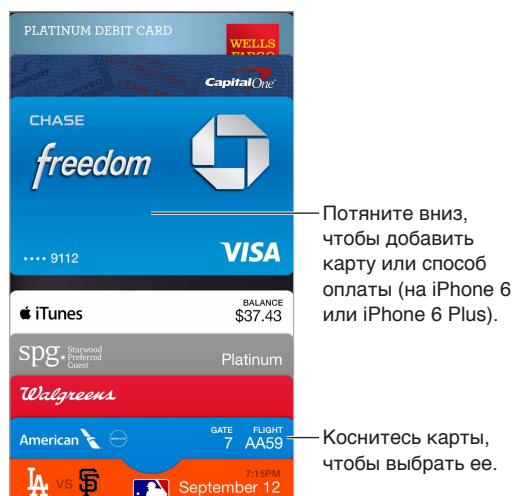 PLATINUM DEBIT CARD
WELLS
FARGO
CapitalOne
CHASE
freedom
Потяните вниз,
чтобы добавить
карту или способ
оплаты (на iPhone 6
или iPhone 6 Plus).
•••• 9112
VISA
iTunes
BALANCE
$37.43
spg Starwood
Preferred
Guest
Platinum
Walgreens
American
GATE FLIGHT
7 AA59
Коснитесь карты,
чтобы выбрать ее.
LA VS SF
7:15PM
September 12